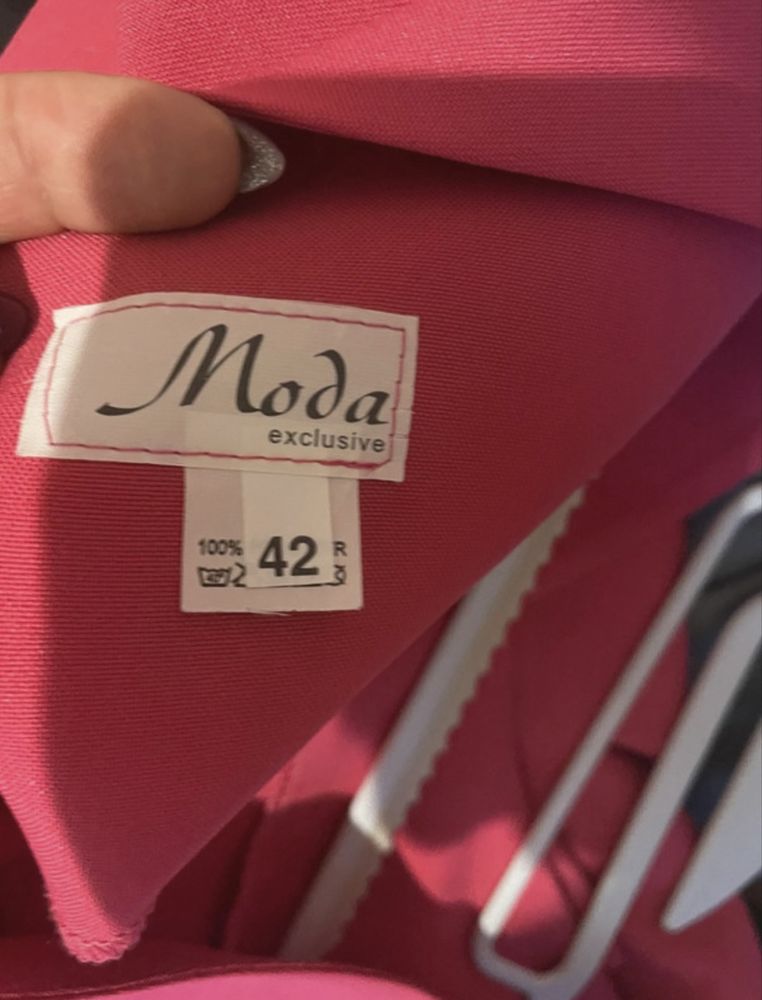 Moda
exclusive
100% 42 R